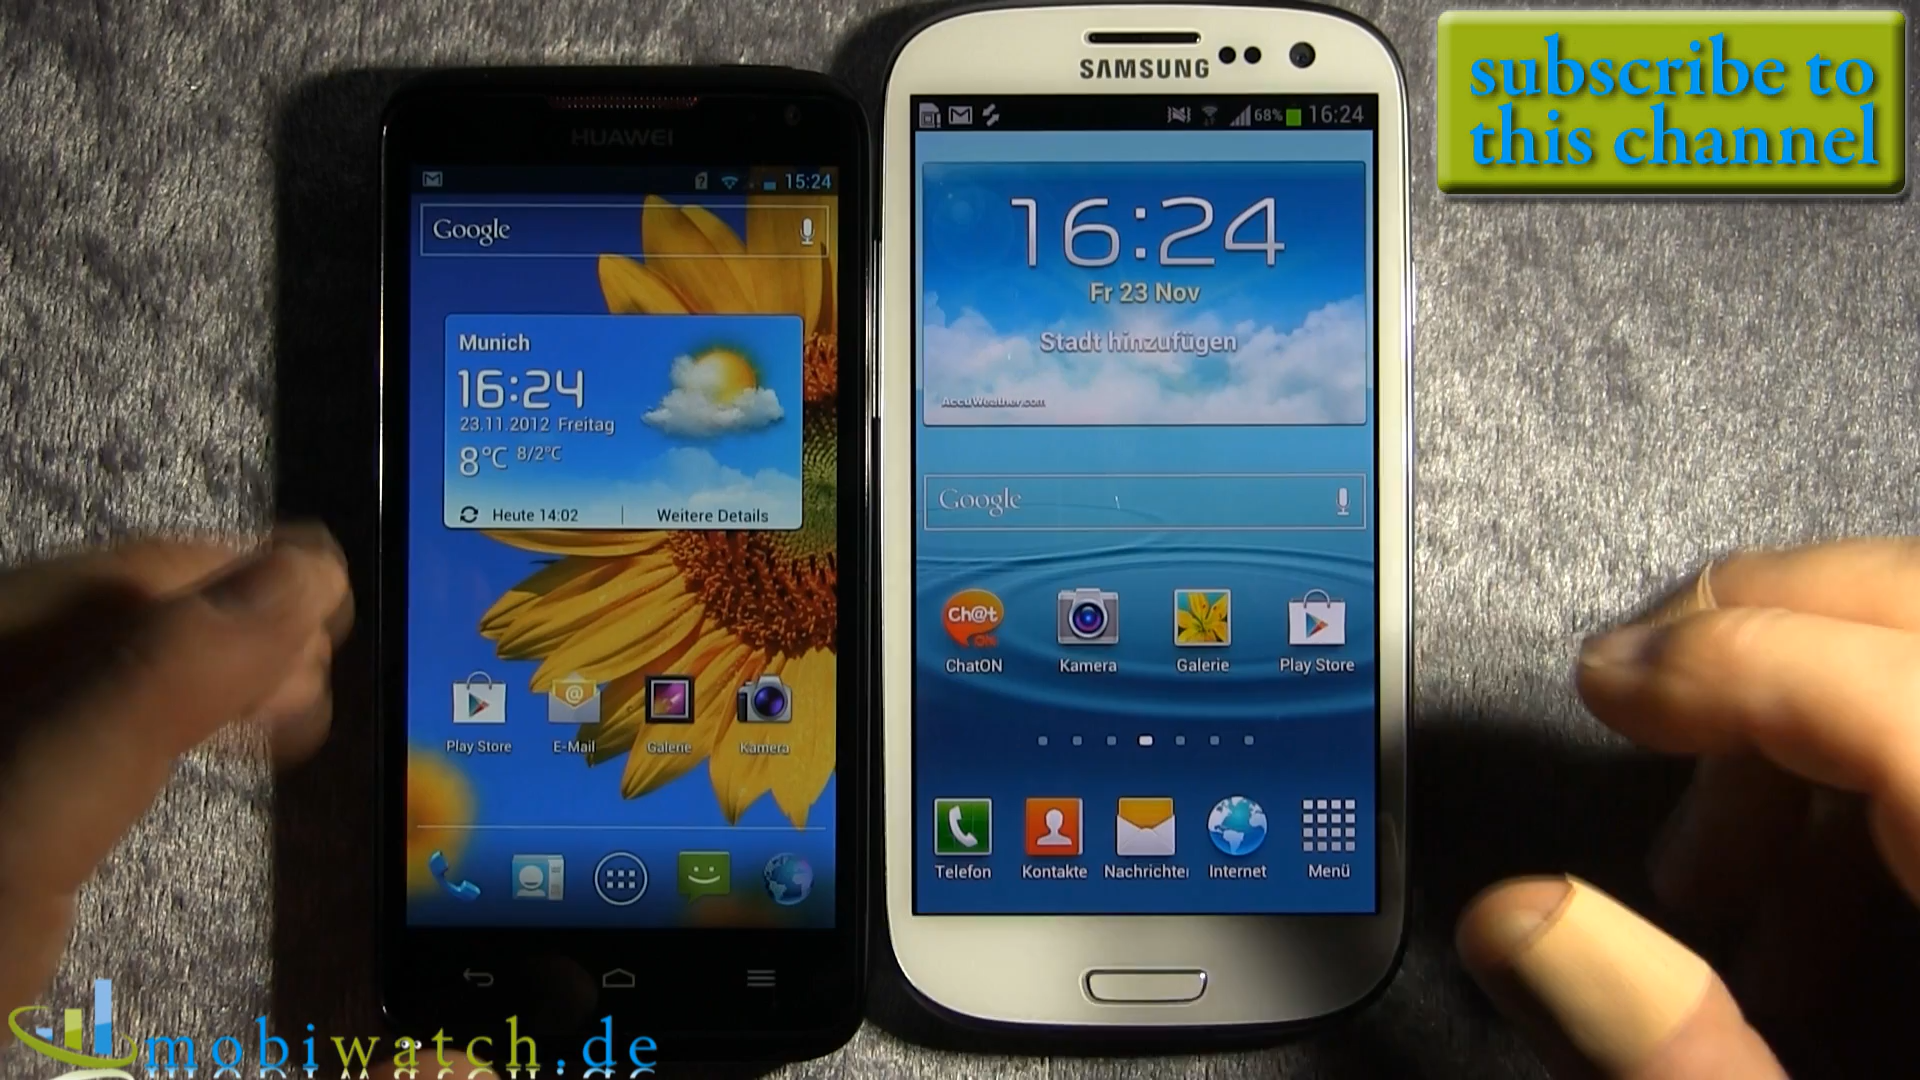 subscribe to
this channel
HUAWEI
15:24
Google
Munich
16:24
23.11.2012 Freitag
8°C 8/2°C
Heute 14:02
Weitere Details
Play Store
E-Mail
Galerie
Kamera
SAMSUNG
68% 16:24
16:24
Fr 23 Nov
Stadt hinzufügen
AccuWeather.com
Google
Ch@t
ChatON
Kamera
Galerie
Play Store
Telefon
Kontakte
Nachrichter
Internet
Menü
mobiwatch.de